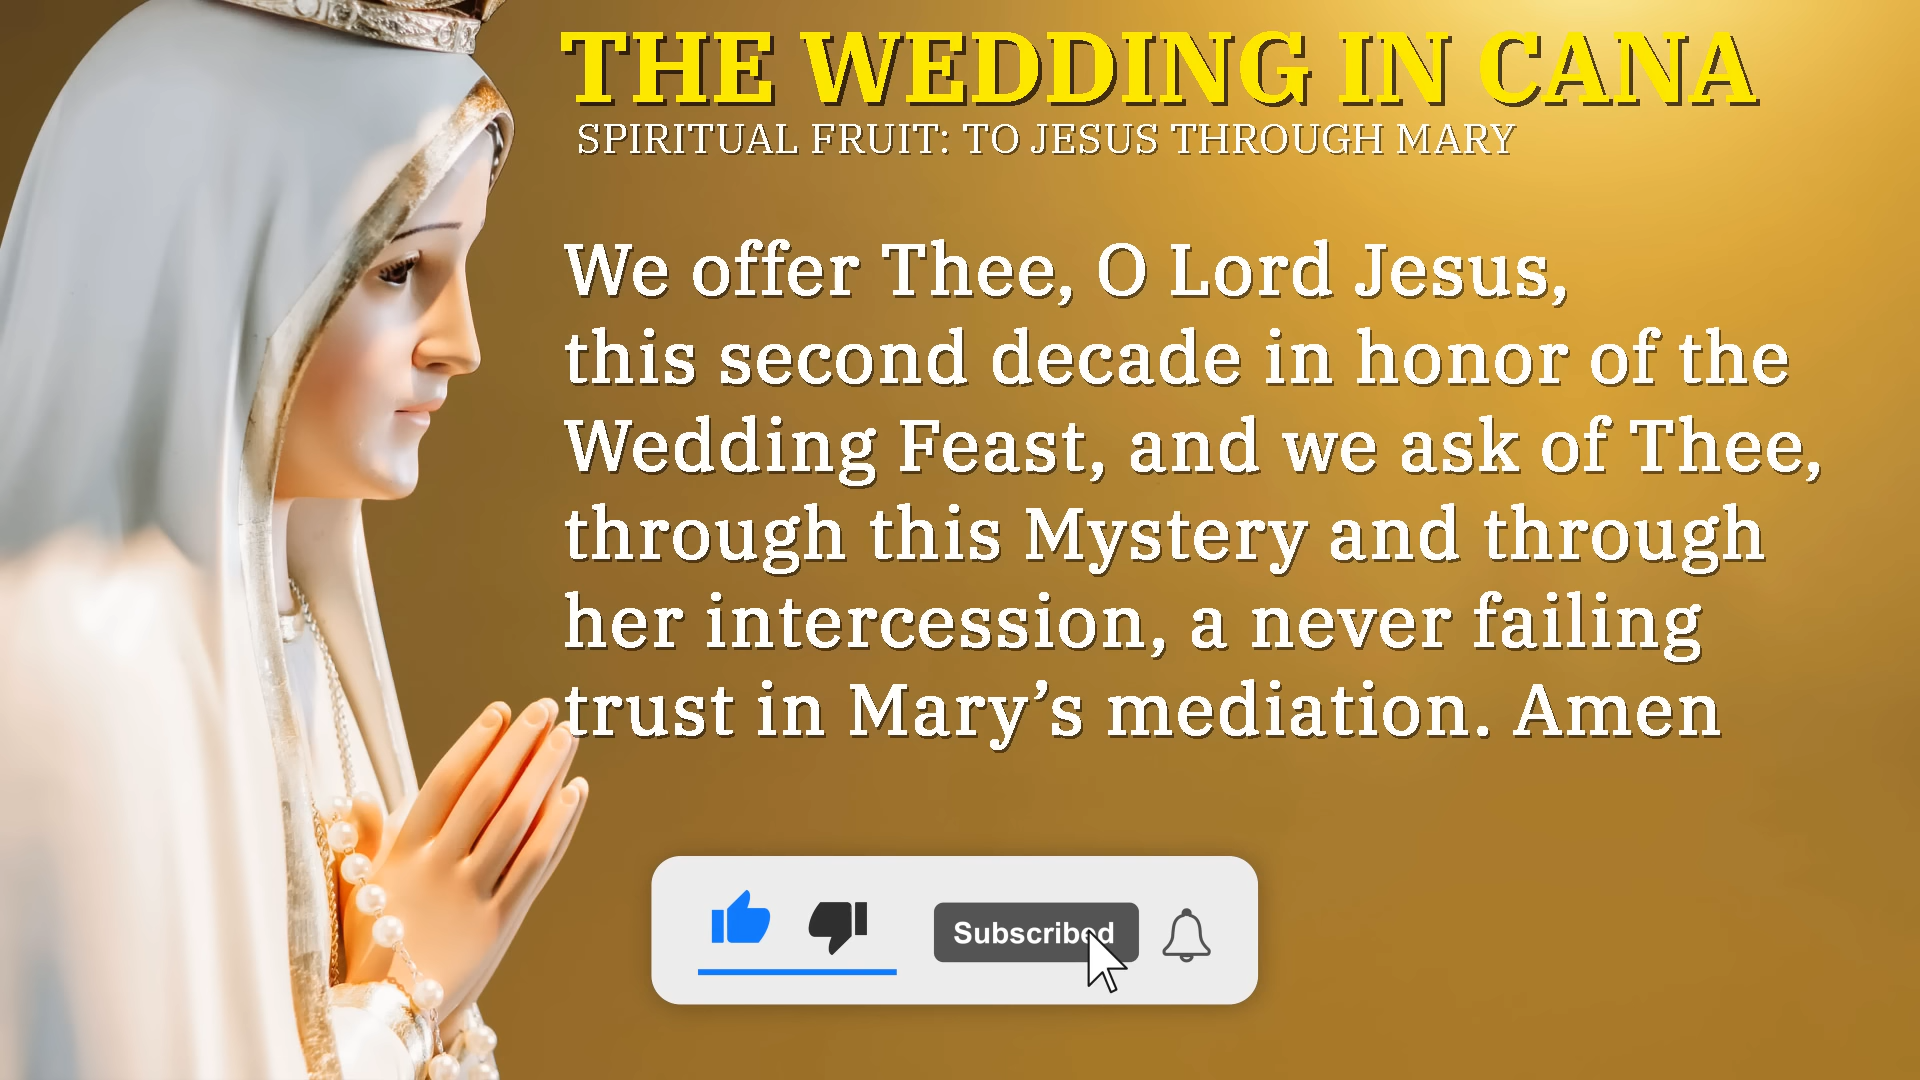 THE WEDDING IN CANA
SPIRITUAL FRUIT: TO JESUS THROUGH MARY
We offer Thee, O Lord Jesus,
this second decade in honor of the
Wedding Feast, and we ask of Thee,
through this Mystery and through
her intercession, a never failing
trust in Mary’s mediation. Amen
Subscribed